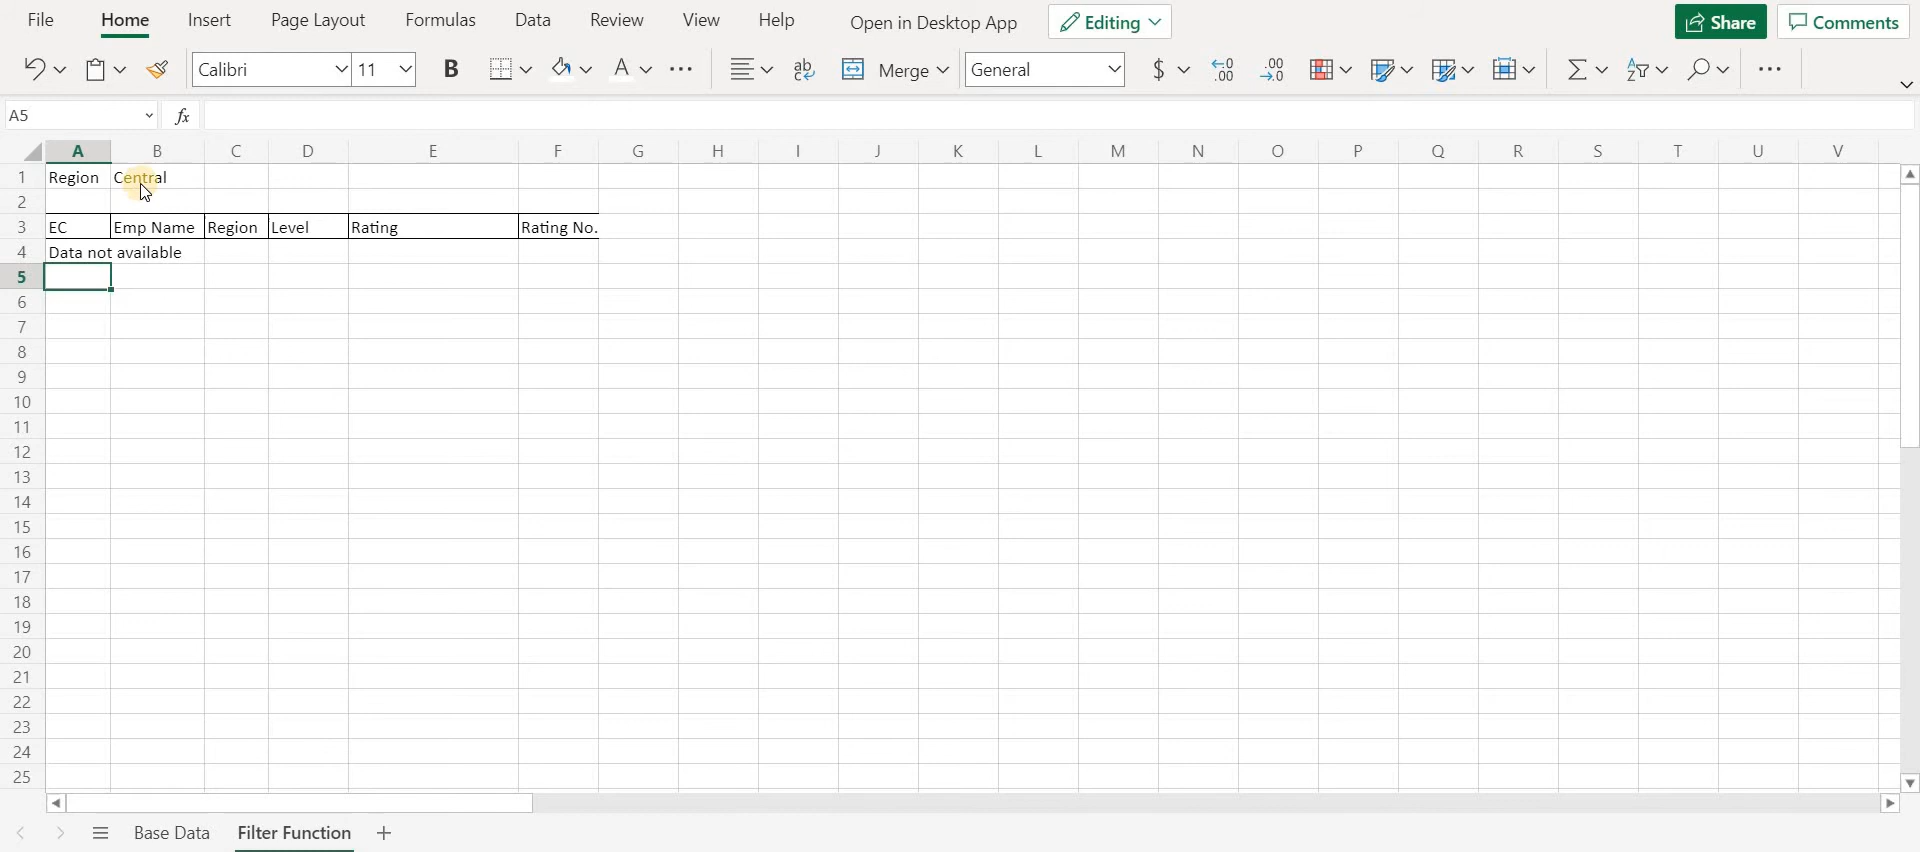 File Home Insert Page Layout Formulas Data Review View Help Open in Desktop App Editing Share Comments
Calibri 11 B A ab Merge General $ .00 .00 Σ
A5 fx
A B C D E F G H I J K L M N O P Q R S T U V
1 Region Central
2
3 EC Emp Name Region Level Rating Rating No.
4 Data not available
5
6
7
8
9
10
11
12
13
14
15
16
17
18
19
20
21
22
23
24
25
Base Data Filter Function +